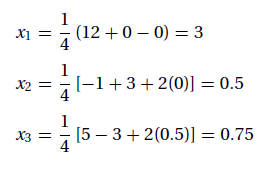 x₁ = 1/4 (12 + 0 − 0) = 3
x₂ = 1/4 [−1 + 3 + 2(0)] = 0.5
x₃ = 1/4 [5 − 3 + 2(0.5)] = 0.75